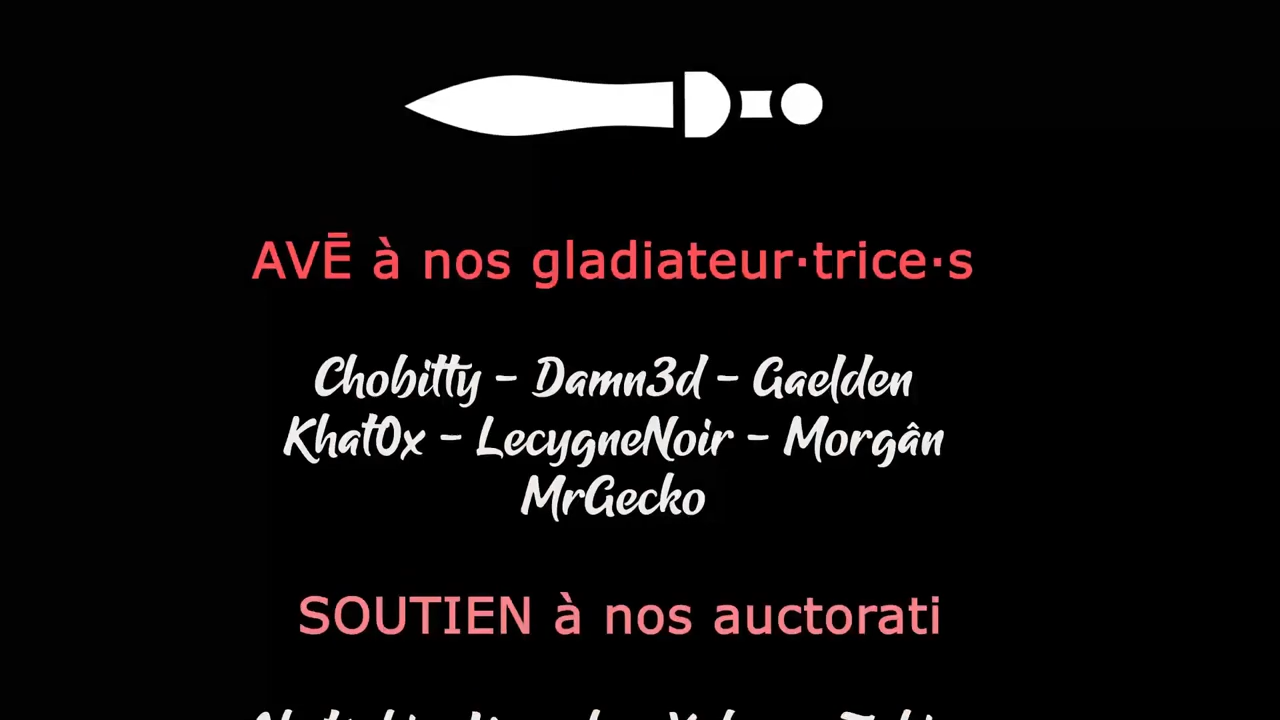 AVĒ à nos gladiateur·trice·s
Chobitty - Damn3d - Gaelden
Khat0x - LecygneNoir - Morgân
MrGecko
SOUTIEN à nos auctorati